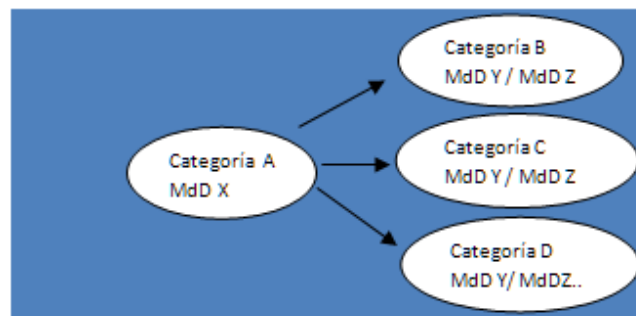 Categoría B
MdD Y / MdD Z
Categoría A
MdD X
Categoría C
MdD Y / MdD Z
Categoría D
MdD Y/ MdDZ..